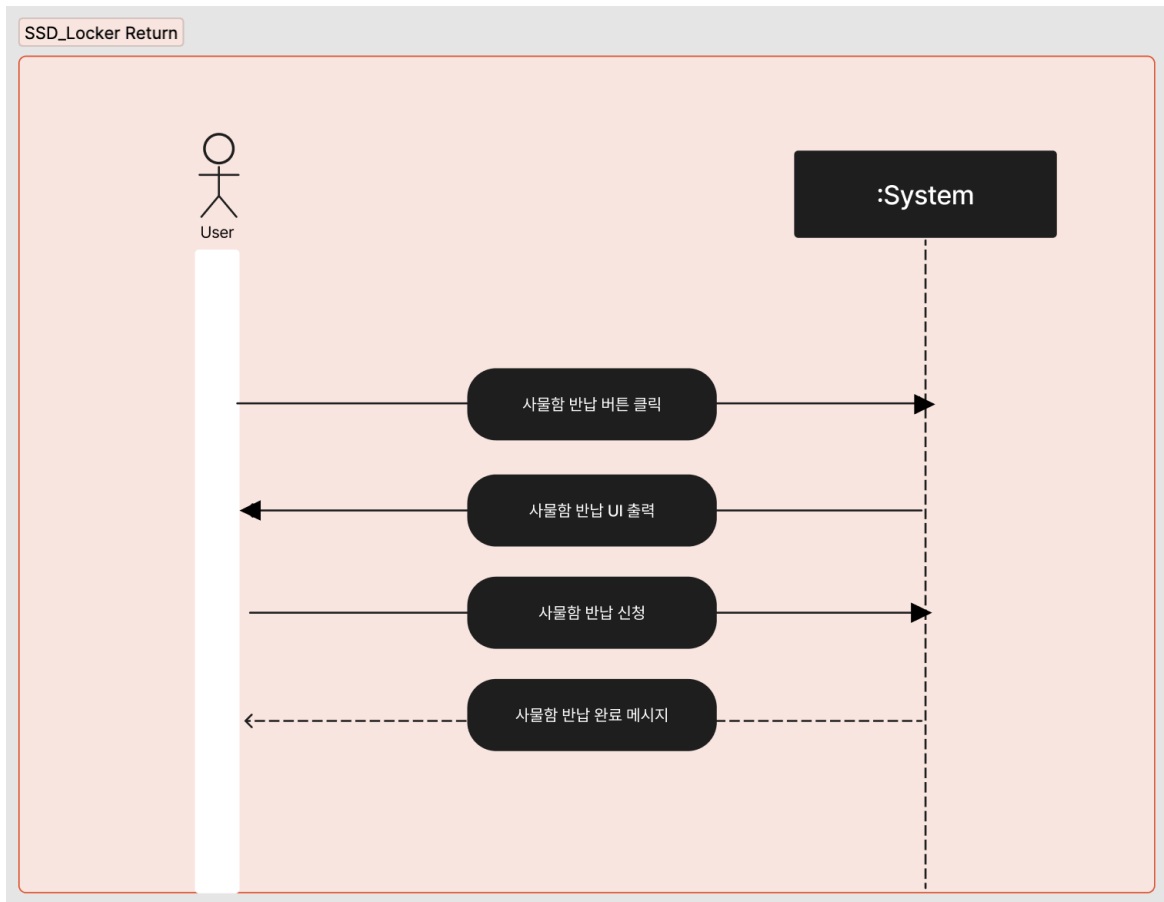 SSD_Locker Return
User
:System
사물함 반납 버튼 클릭
사물함 반납 UI 출력
사물함 반납 신청
사물함 반납 완료 메시지